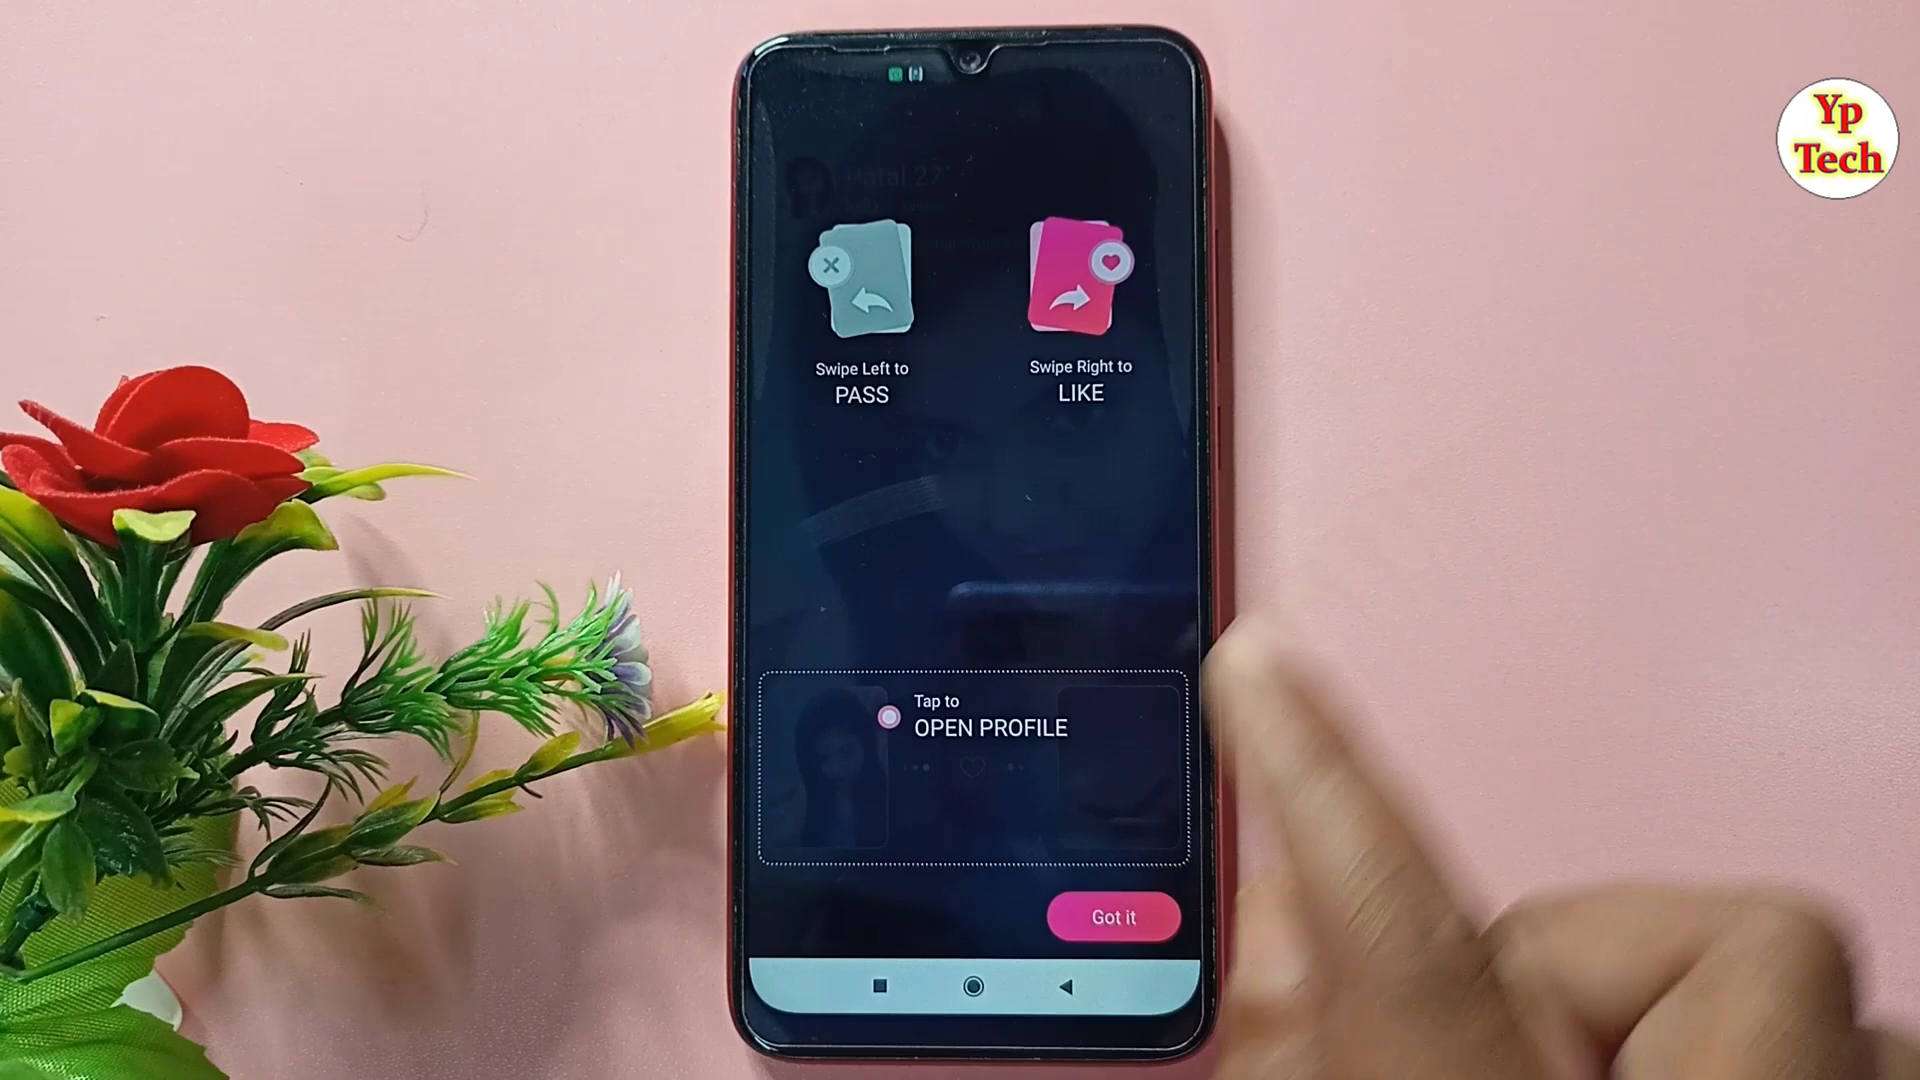 Yp
Tech
Swipe Left to
PASS
Swipe Right to
LIKE
Tap to
OPEN PROFILE
Got it